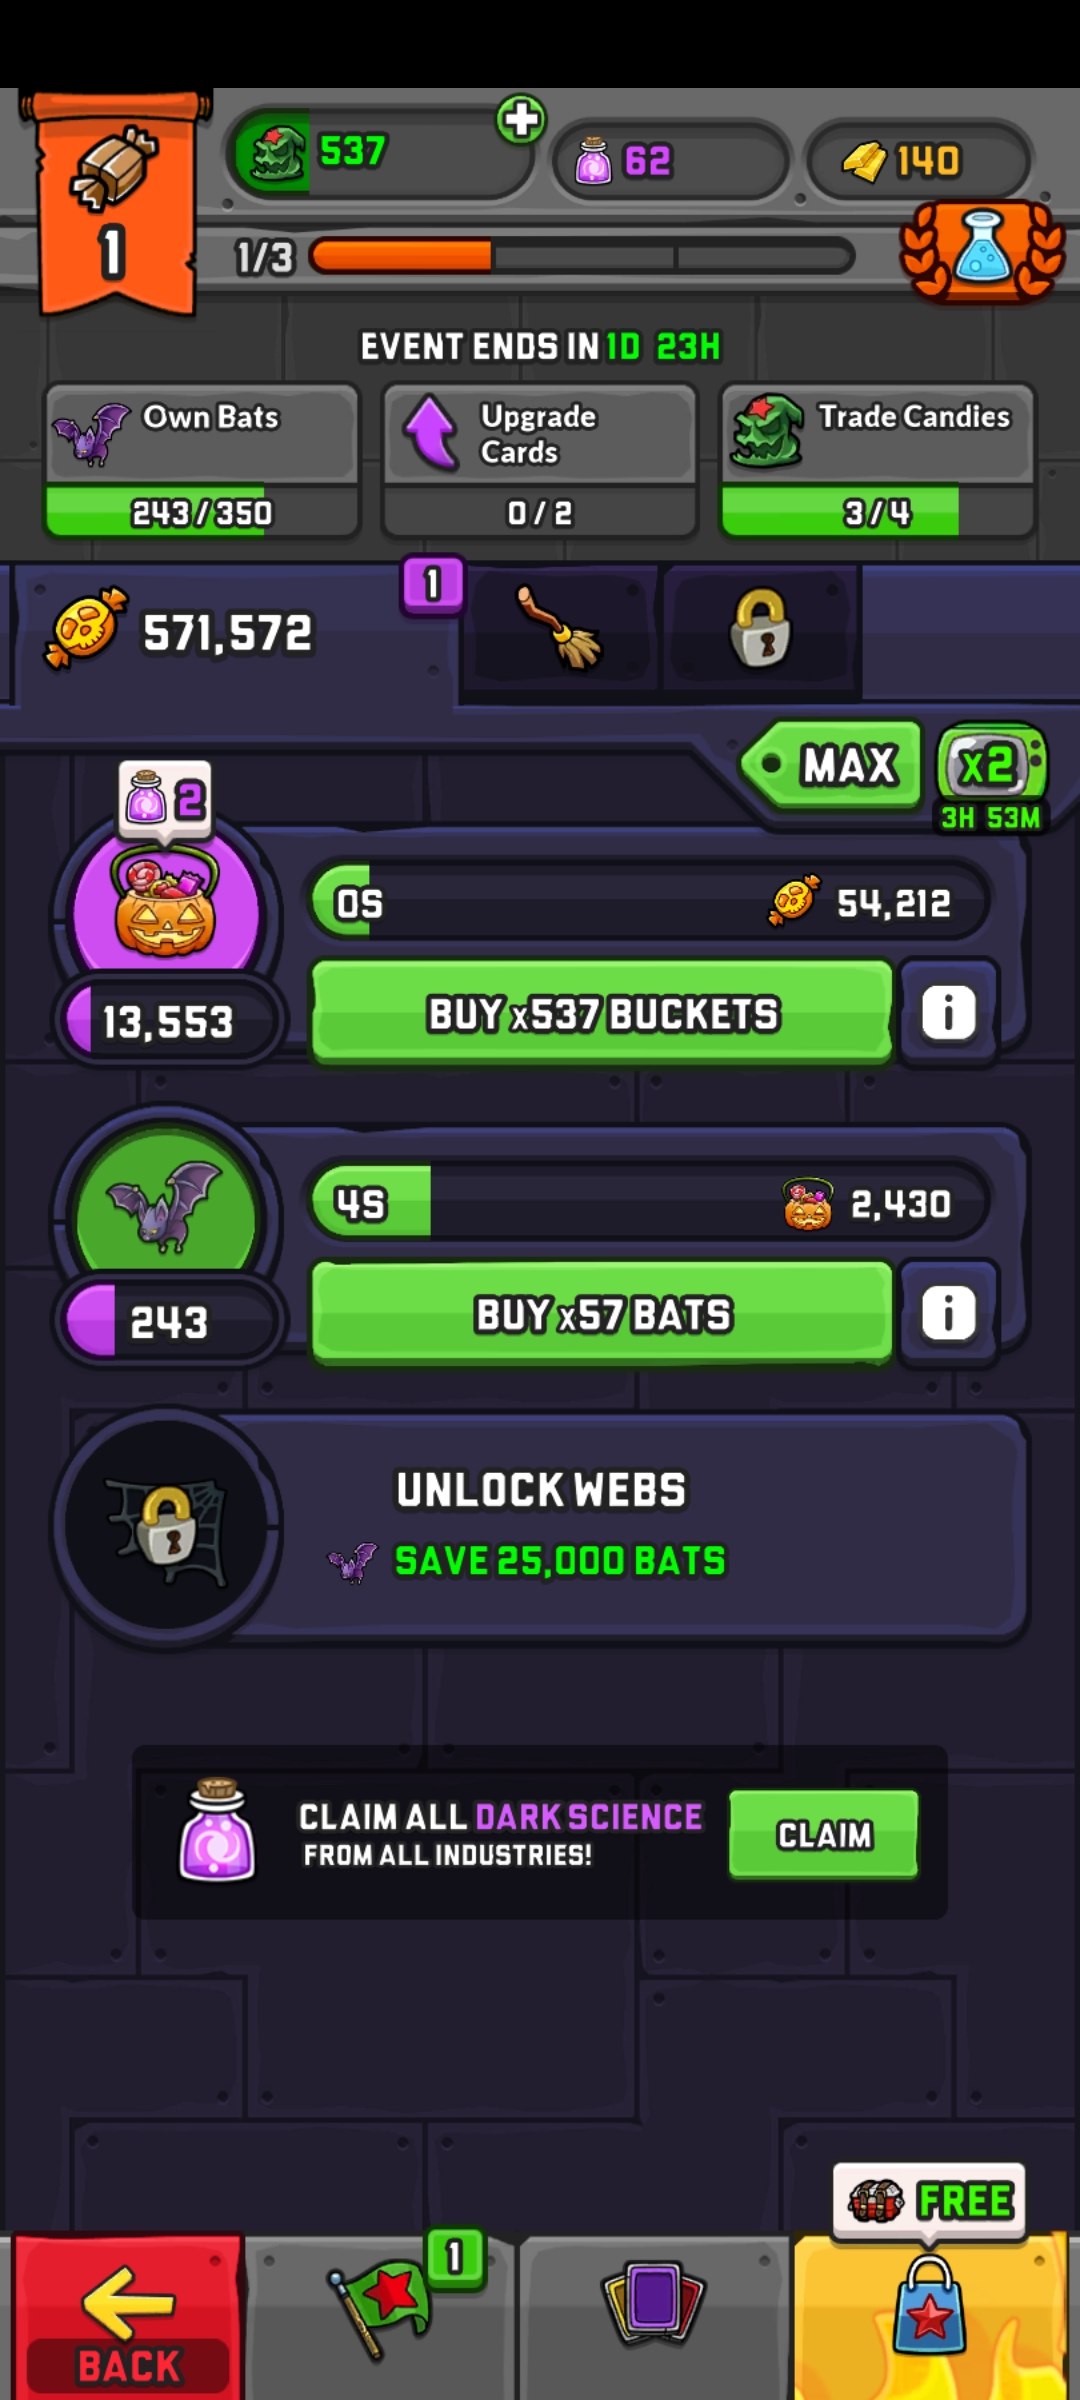 1
537
62
140
1/3
EVENT ENDS IN 1D 23H
Own Bats
243/350
Upgrade
Cards
0/2
Trade Candies
3/4
571,572
1
MAX
x2
3H 53M
2
0S
54,212
13,553
BUY x537 BUCKETS
i
4S
2,430
243
BUY x57 BATS
i
UNLOCK WEBS
SAVE 25,000 BATS
CLAIM ALL DARK SCIENCE
FROM ALL INDUSTRIES!
CLAIM
FREE
1
BACK